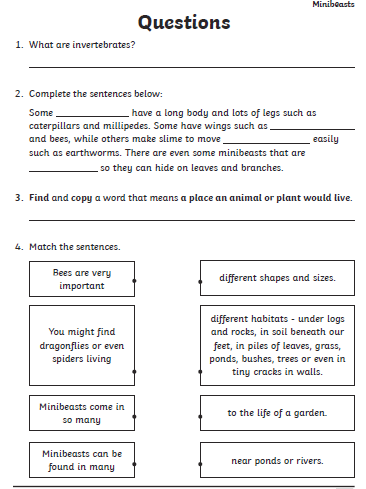 Minibeasts
Questions
1. What are invertebrates?
2. Complete the sentences below:
Some ______________ have a long body and lots of legs such as
caterpillars and millipedes. Some have wings such as ________________
and bees, while others make slime to move ________________ easily
such as earthworms. There are even some minibeasts that are
______________ so they can hide on leaves and branches.
3. Find and copy a word that means a place an animal or plant would live.
4. Match the sentences.
Bees are very
important
different shapes and sizes.
You might find
dragonflies or even
spiders living
different habitats - under logs
and rocks, in soil beneath our
feet, in piles of leaves, grass,
ponds, bushes, trees or even in
tiny cracks in walls.
Minibeasts come in
so many
to the life of a garden.
Minibeasts can be
found in many
near ponds or rivers.